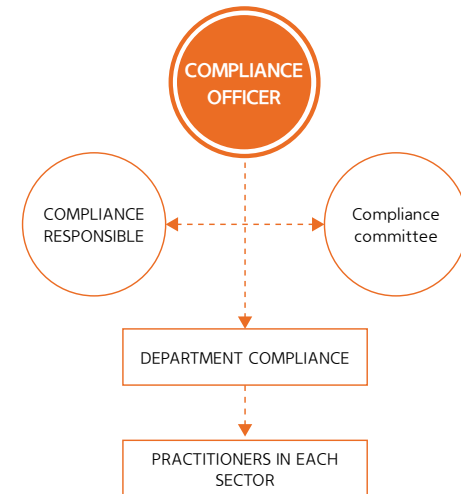 COMPLIANCE
OFFICER
COMPLIANCE
RESPONSIBLE
Compliance
committee
DEPARTMENT COMPLIANCE
PRACTITIONERS IN EACH
SECTOR